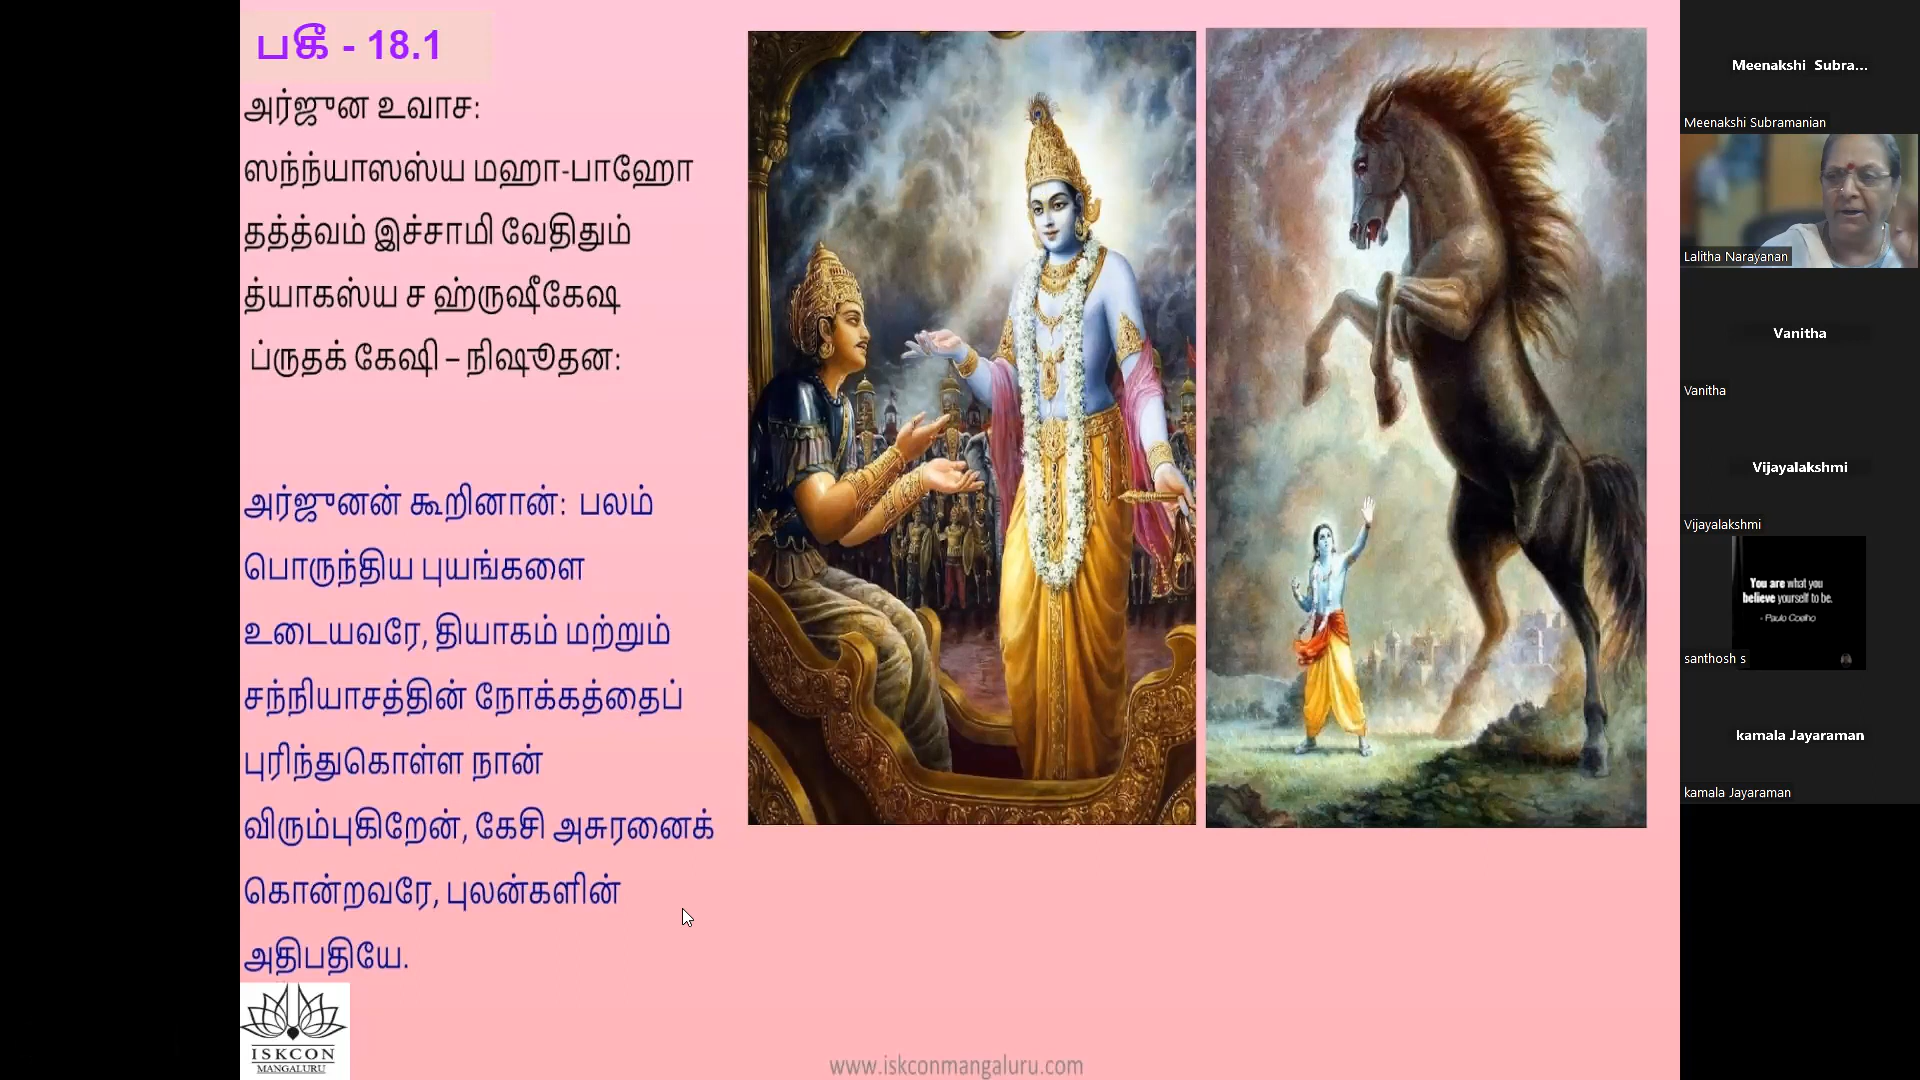 பகீ - 18.1
அர்ஜுன உவாச:
ஸந்ந்யாஸஸ்ய மஹா-பாஹோ
தத்த்வம் இச்சாமி வேதிதும்
த்யாகஸ்ய ச ஹ்ருஷீகேஷ
ப்ருதக் கேஷி – நிஷூதன:
அர்ஜுனன் கூறினான்: பலம்
பொருந்திய புயங்களை
உடையவரே, தியாகம் மற்றும்
சந்நியாசத்தின் நோக்கத்தைப்
புரிந்துகொள்ள நான்
விரும்புகிறேன், கேசி அசுரனைக்
கொன்றவரே, புலன்களின்
அதிபதியே.
ISKCON
MANGALURU
www.iskconmangaluru.com
Meenakshi Subra...
Meenakshi Subramanian
Lalitha Narayanan
Vanitha
Vanitha
Vijayalakshmi
Vijayalakshmi
You are what you
believe yourself to be.
- Paulo Coelho
santhosh s
kamala Jayaraman
kamala Jayaraman